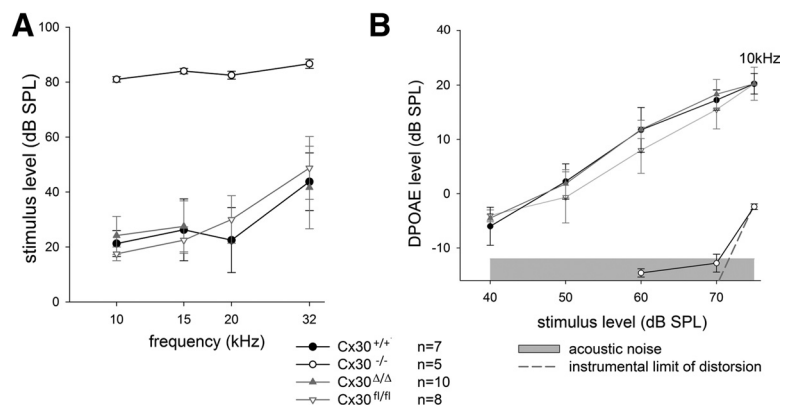 A
stimulus level (dB SPL)
100
80
60
40
20
0
10 15 20 32
frequency (kHz)
B
DPOAE level (dB SPL)
40
20
10
0
-10
10kHz
40 50 60 70
stimulus level (dB SPL)
Cx30+/+ n=7
Cx30-/- n=5
Cx30Δ/Δ n=10
Cx30fl/fl n=8
acoustic noise
instrumental limit of distorsion